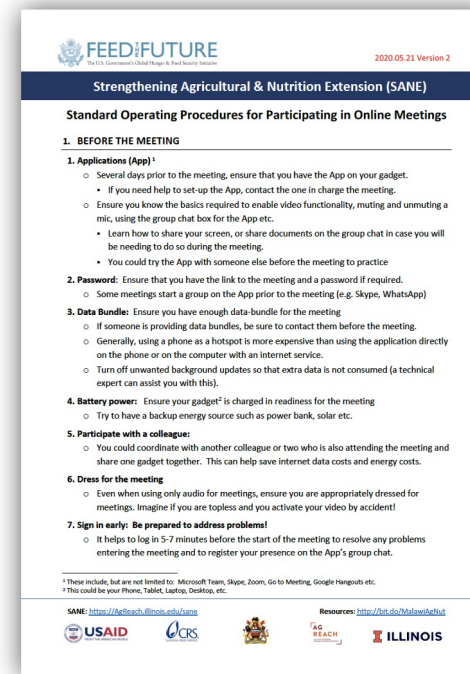 FEED THE FUTURE
The U.S. Government's Global Hunger & Food Security Initiative
2020.05.21 Version 2
Strengthening Agricultural & Nutrition Extension (SANE)
Standard Operating Procedures for Participating in Online Meetings
1. BEFORE THE MEETING
1. Applications (App) ¹
o Several days prior to the meeting, ensure that you have the App on your gadget.
▪ If you need help to set-up the App, contact the one in charge the meeting.
o Ensure you know the basics required to enable video functionality, muting and unmuting a
mic, using the group chat box for the App etc.
▪ Learn how to share your screen, or share documents on the group chat in case you will
be needing to do so during the meeting.
▪ You could try the App with someone else before the meeting to practice
2. Password: Ensure that you have the link to the meeting and a password if required.
o Some meetings start a group on the App prior to the meeting (e.g. Skype, WhatsApp)
3. Data Bundle: Ensure you have enough data-bundle for the meeting
o If someone is providing data bundles, be sure to contact them before the meeting.
o Generally, using a phone as a hotspot is more expensive than using the application directly
on the phone or on the computer with an internet service.
o Turn off unwanted background updates so that extra data is not consumed (a technical
expert can assist you with this).
4. Battery power: Ensure your gadget² is charged in readiness for the meeting
o Try to have a backup energy source such as power bank, solar etc.
5. Participate with a colleague:
o You could coordinate with another colleague or two who is also attending the meeting and
share one gadget together. This can help save internet data costs and energy costs.
6. Dress for the meeting
o Even when using only audio for meetings, ensure you are appropriately dressed for
meetings. Imagine if you are topless and you activate your video by accident!
7. Sign in early: Be prepared to address problems!
o It helps to log in 5-7 minutes before the start of the meeting to resolve any problems
entering the meeting and to register your presence on the App's group chat.
¹ These include, but are not limited to: Microsoft Team, Skype, Zoom, Go to Meeting, Google Hangouts etc.
² This could be your Phone, Tablet, Laptop, Desktop, etc.
SANE: https://AgReach.illinois.edu/sane
Resources: http://bit.do/MalawiAgNut
USAID
FROM THE AMERICAN PEOPLE
CRS
AG
REACH
ILLINOIS